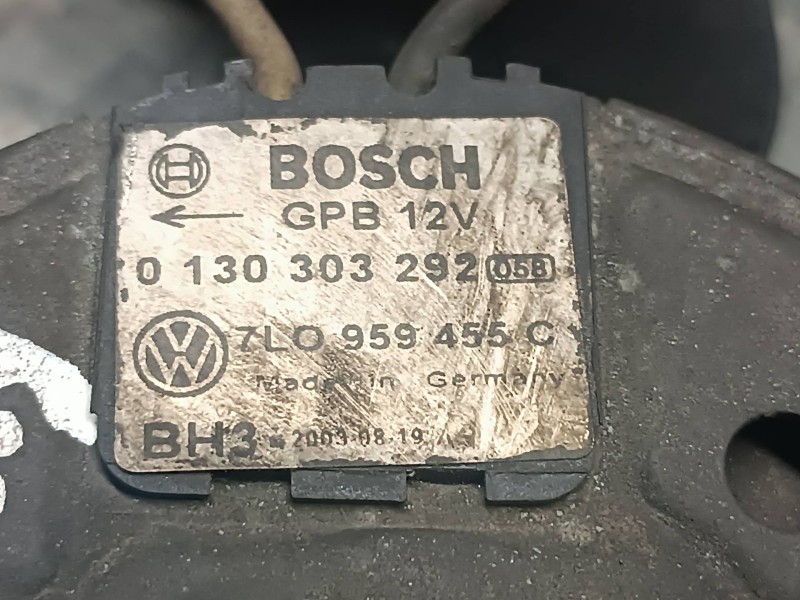 BOSCH
GPB 12V
0 130 303 292 058
7L0 959 455 C
Made in Germany
BH3 2003-08-19